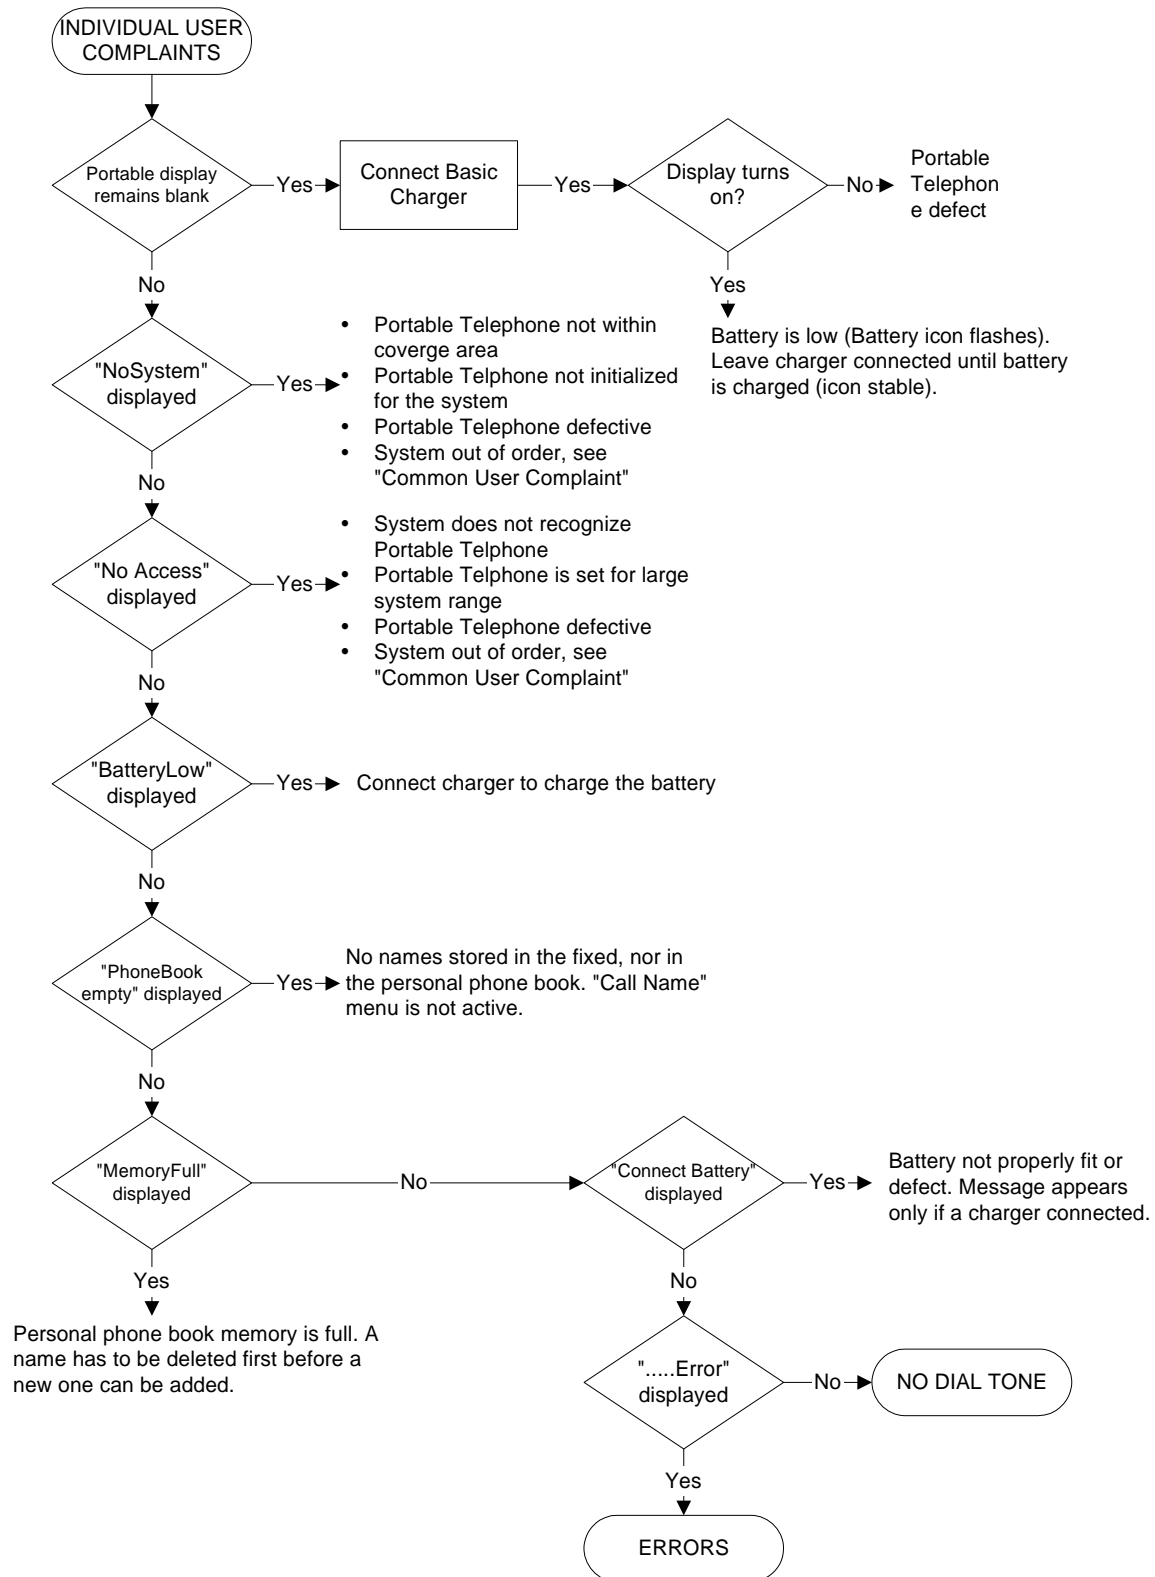 INDIVIDUAL USER
COMPLAINTS
Portable display
remains blank
Yes
Connect Basic
Charger
Yes
Display turns
on?
No
Portable
Telephon
e defect
No
Yes
Battery is low (Battery icon flashes).
Leave charger connected until battery
is charged (icon stable).
"NoSystem"
displayed
Yes
• Portable Telephone not within
coverge area
• Portable Telphone not initialized
for the system
• Portable Telephone defective
• System out of order, see
"Common User Complaint"
No
"No Access"
displayed
Yes
• System does not recognize
Portable Telphone
• Portable Telphone is set for large
system range
• Portable Telephone defective
• System out of order, see
"Common User Complaint"
No
"BatteryLow"
displayed
Yes
Connect charger to charge the battery
No
"PhoneBook
empty" displayed
Yes
No names stored in the fixed, nor in
the personal phone book. "Call Name"
menu is not active.
No
"MemoryFull"
displayed
No
"Connect Battery"
displayed
Yes
Battery not properly fit or
defect. Message appears
only if a charger connected.
Yes
Personal phone book memory is full. A
name has to be deleted first before a
new one can be added.
No
".....Error"
displayed
No
NO DIAL TONE
Yes
ERRORS